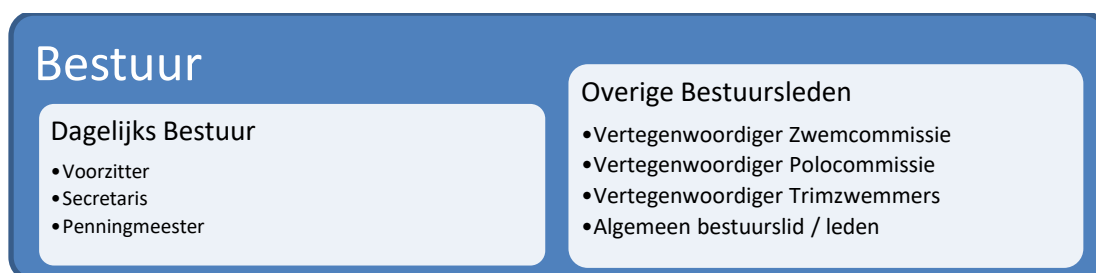 Bestuur
Dagelijks Bestuur
•Voorzitter
•Secretaris
•Penningmeester
Overige Bestuursleden
•Vertegenwoordiger Zwemcommissie
•Vertegenwoordiger Polocommissie
•Vertegenwoordiger Trimzwemmers
•Algemeen bestuurslid / leden